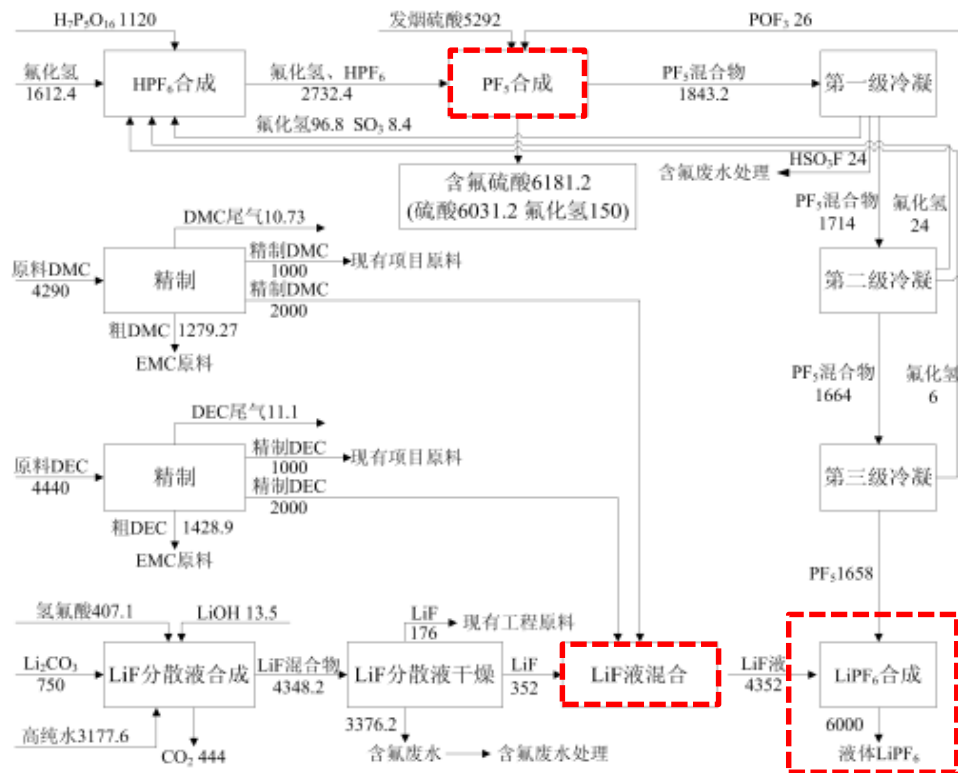 H₇P₅O₁₆ 1120
发烟硫酸5292
POF₃ 26
氟化氢
1612.4
HPF₆合成
氟化氢、HPF₆
2732.4
PF₅合成
PF₅混合物
1843.2
第一级冷凝
氟化氢96.8 SO₃ 8.4
HSO₃F 24
含氟废水处理
含氟硫酸6181.2
(硫酸6031.2 氟化氢150)
PF₅混合物
1714
氟化氢
24
DMC尾气10.73
原料DMC
4290
精制
精制DMC
1000
现有项目原料
精制DMC
2000
粗DMC 1279.27
EMC原料
第二级冷凝
PF₅混合物
1664
氟化氢
6
DEC尾气11.1
原料DEC
4440
精制
精制DEC
1000
现有项目原料
精制DEC
2000
粗DEC 1428.9
EMC原料
第三级冷凝
PF₅1658
氢氟酸407.1
LiOH 13.5
Li₂CO₃
750
LiF分散液合成
LiF混合物
4348.2
LiF分散液干燥
LiF
176
现有工程原料
LiF
352
LiF液混合
LiF液
4352
LiPF₆合成
高纯水3177.6
CO₂ 444
3376.2
含氟废水
含氟废水处理
6000
液体LiPF₆